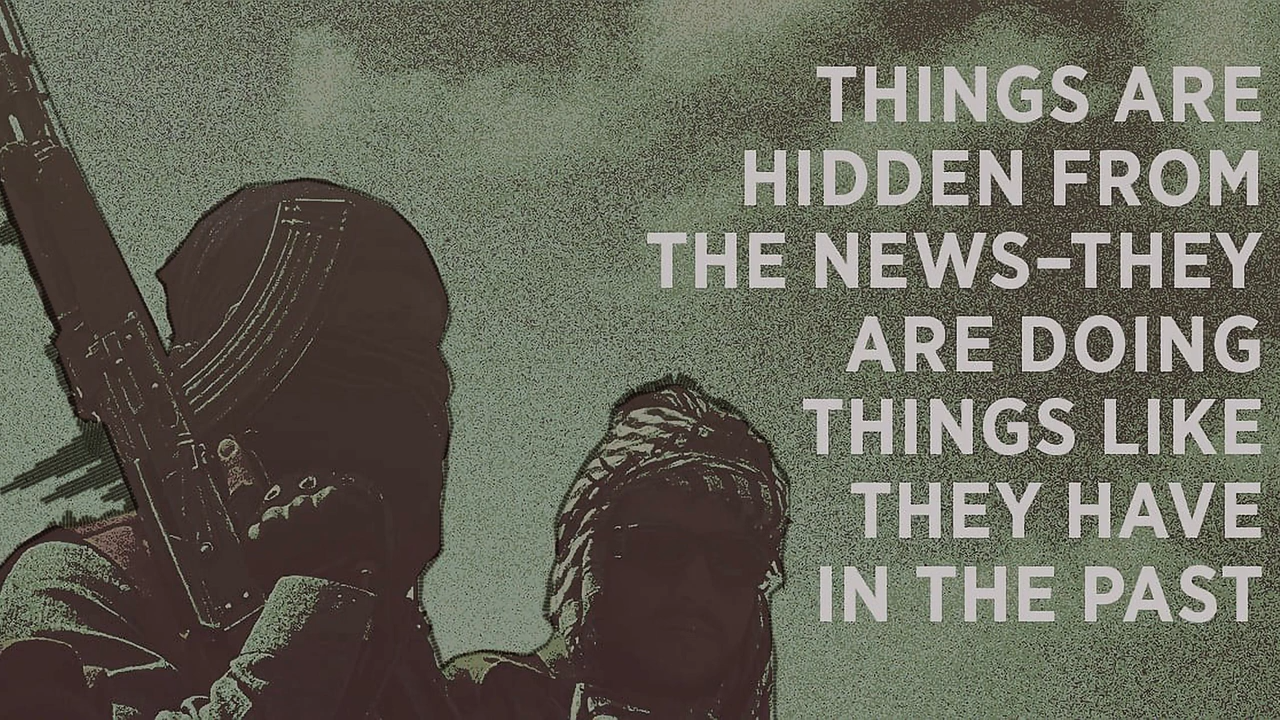 THINGS ARE
HIDDEN FROM
THE NEWS–THEY
ARE DOING
THINGS LIKE
THEY HAVE
IN THE PAST